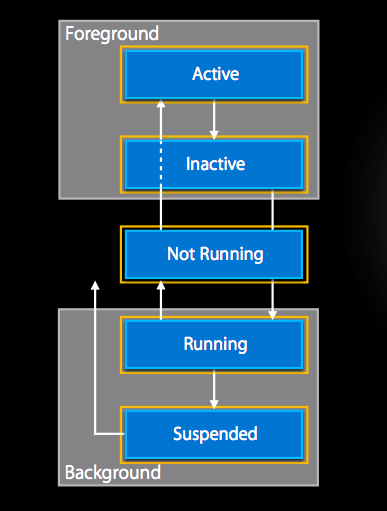 Foreground
Active
Inactive
Not Running
Running
Suspended
Background